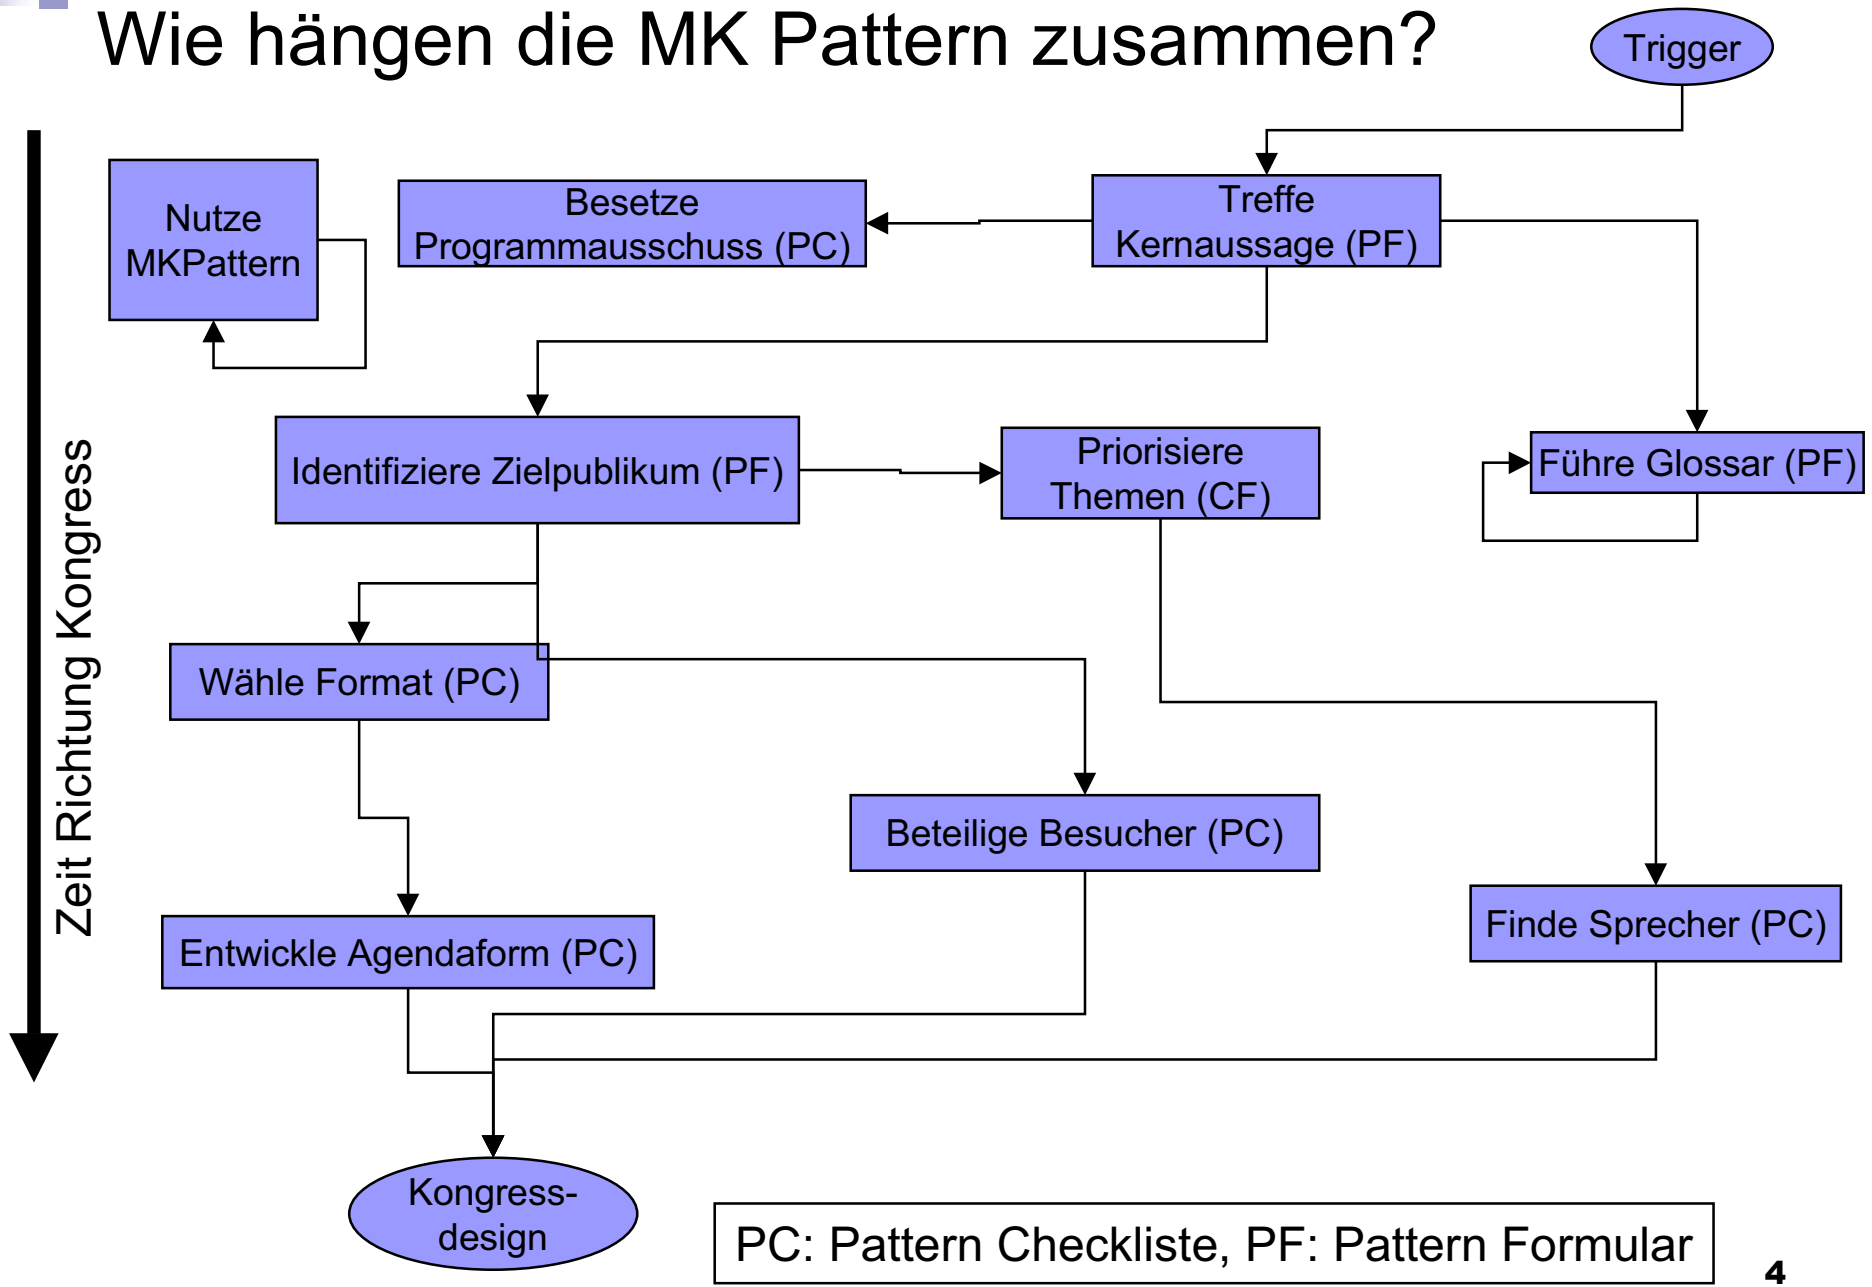 Wie hängen die MK Pattern zusammen?
Trigger
Nutze
MKPattern
Besetze
Programmausschuss (PC)
Treffe
Kernaussage (PF)
Identifiziere Zielpublikum (PF)
Priorisiere
Themen (CF)
Führe Glossar (PF)
Zeit Richtung Kongress
Wähle Format (PC)
Beteilige Besucher (PC)
Finde Sprecher (PC)
Entwickle Agendaform (PC)
Kongress-
design
PC: Pattern Checkliste, PF: Pattern Formular
4